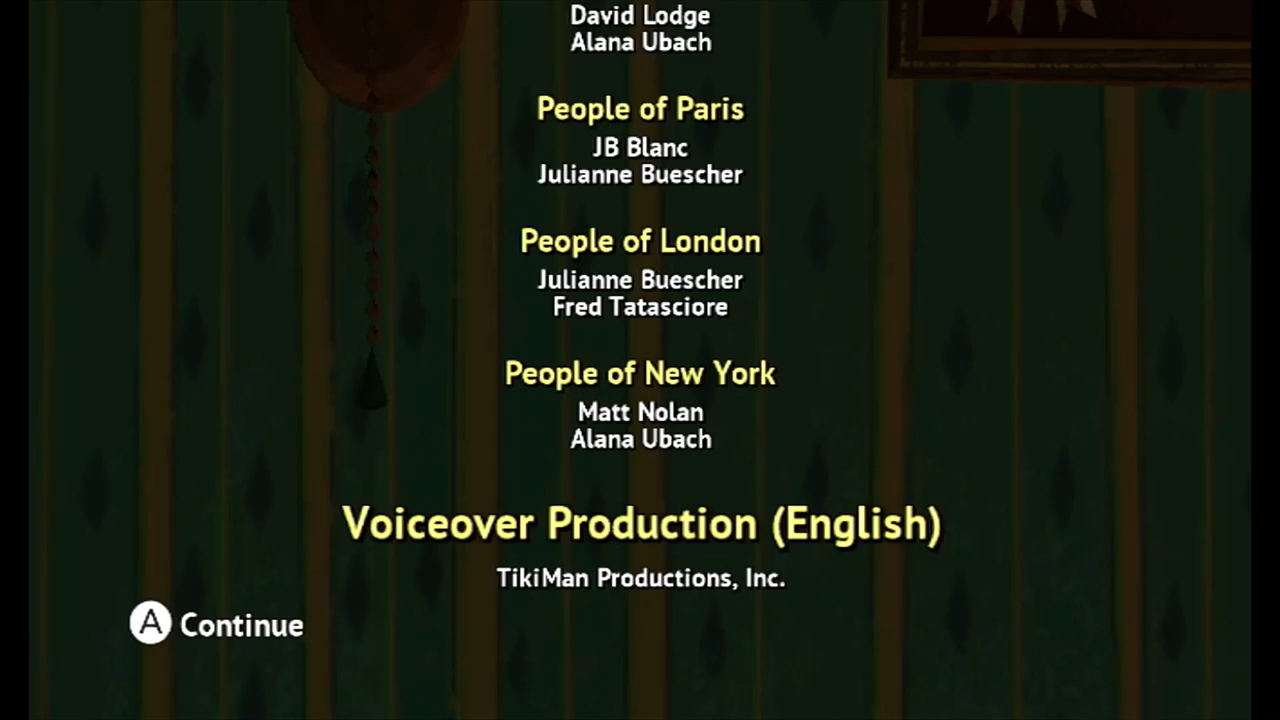 David Lodge
Alana Ubach
People of Paris
JB Blanc
Julianne Buescher
People of London
Julianne Buescher
Fred Tatasciore
People of New York
Matt Nolan
Alana Ubach
Voiceover Production (English)
TikiMan Productions, Inc.
A Continue